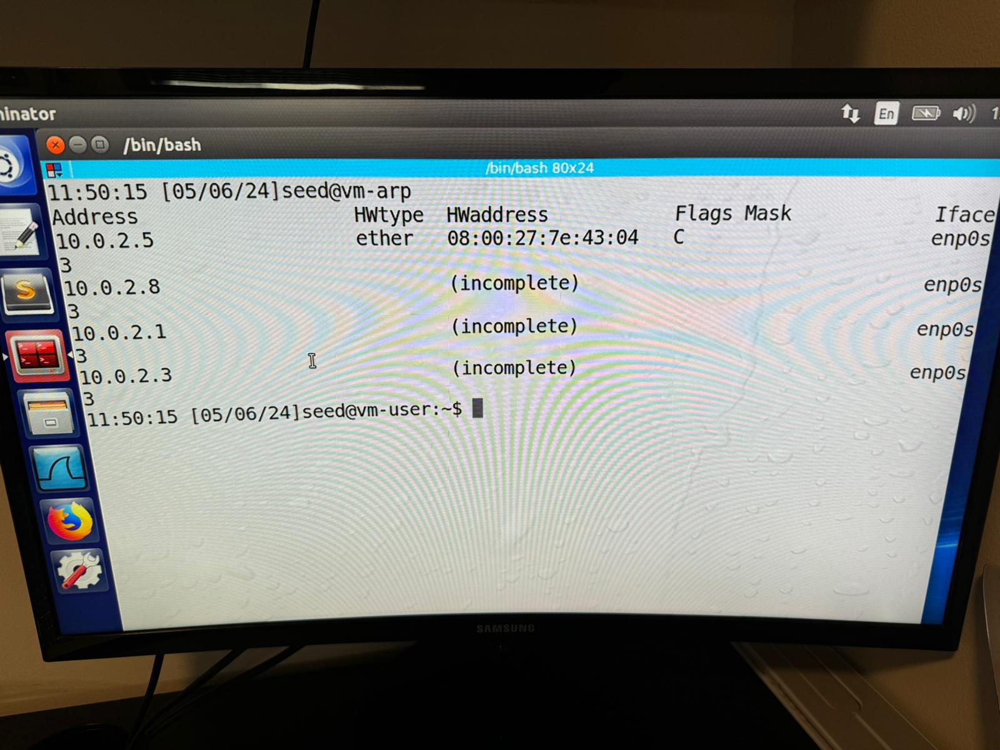 inator
En
/bin/bash
/bin/bash 80x24
11:50:15 [05/06/24]seed@vm-arp
Address HWtype HWaddress Flags Mask Iface
10.0.2.5 ether 08:00:27:7e:43:04 C enp0s
3
10.0.2.8 (incomplete) enp0s
3
10.0.2.1 (incomplete) enp0s
3
10.0.2.3 (incomplete) enp0s
3
11:50:15 [05/06/24]seed@vm-user:~$
SAMSUNG